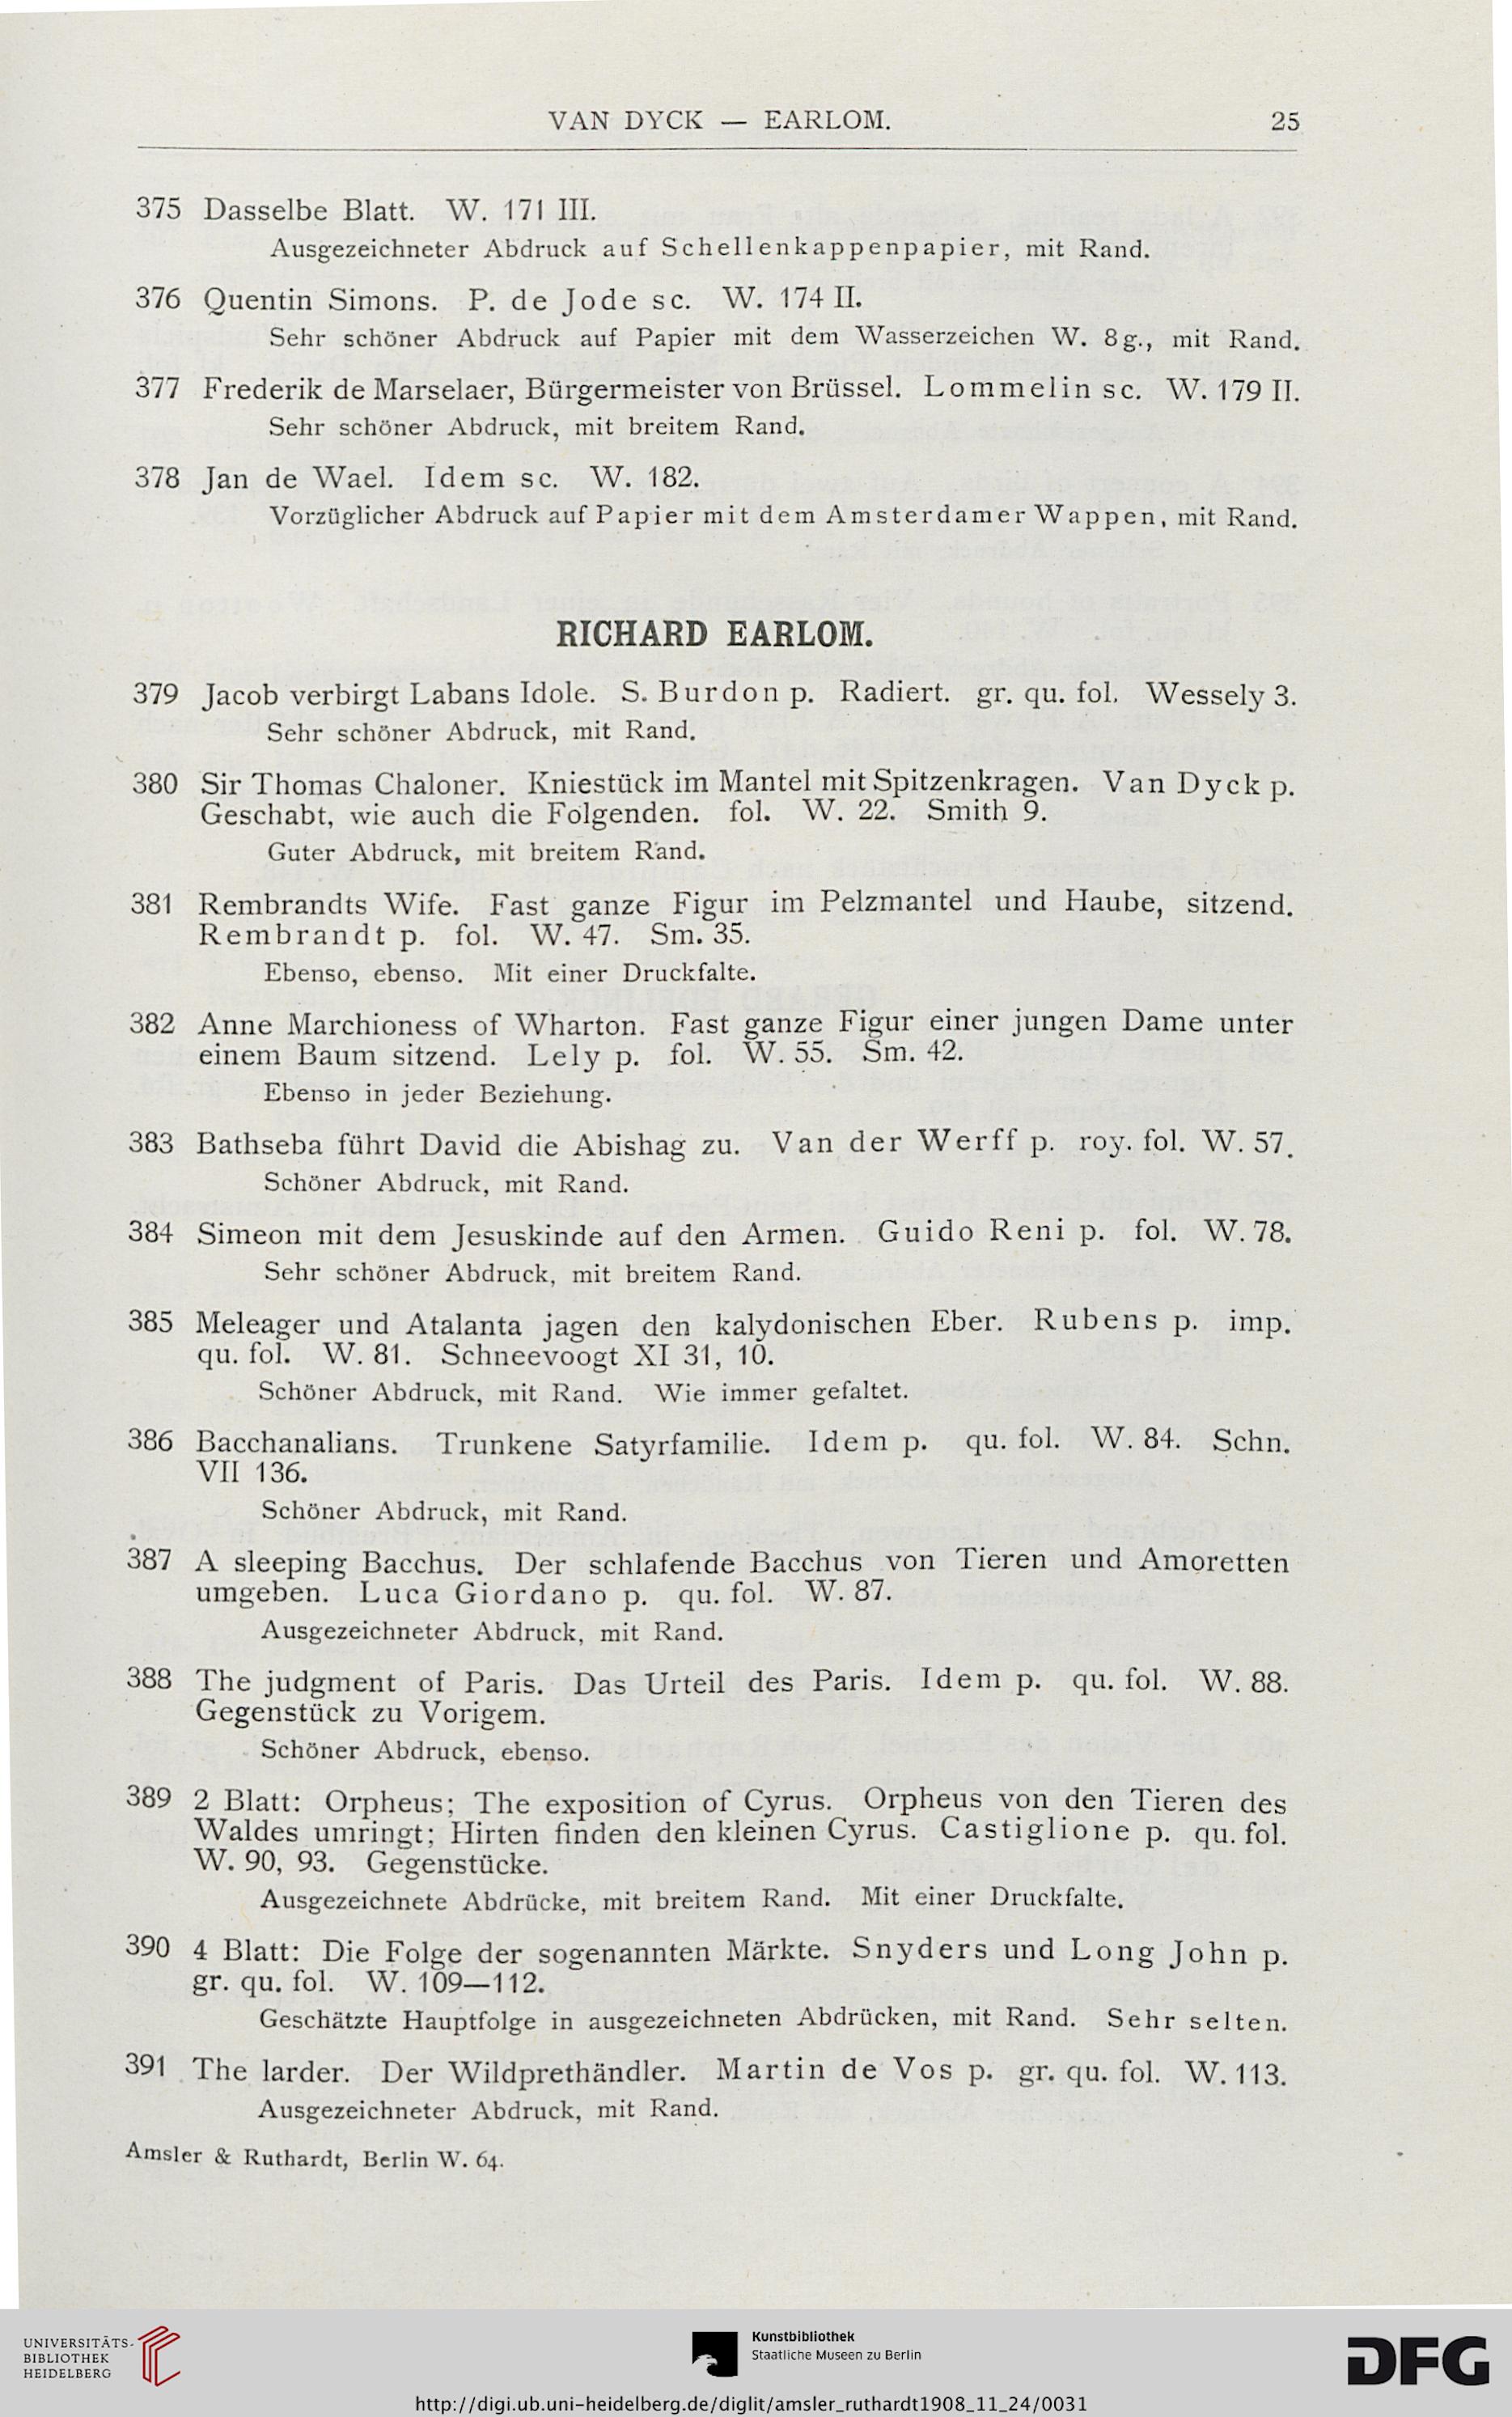 VAN DYCK — EARLOM. 25
375 Dasselbe Blatt. W. 171 III.
Ausgezeichneter Abdruck auf Schellenkappenpapier, mit Rand.
376 Quentin Simons. P. de Jode sc. W. 174 II.
Sehr schöner Abdruck auf Papier mit dem Wasserzeichen W. 8g., mit Rand.
377 Frederik de Marselaer, Bürgermeister von Brüssel. Lommelin sc. W. 179 II.
Sehr schöner Abdruck, mit breitem Rand.
378 Jan de Wael. Idem sc. W. 182.
Vorzüglicher Abdruck auf Papier mit dem Amsterdamer Wappen, mit Rand.
RICHARD EARLOM.
379 Jacob verbirgt Labans Idole. S. Burdon p. Radiert. gr. qu. fol. Wessely 3.
Sehr schöner Abdruck, mit Rand.
380 Sir Thomas Chaloner. Kniestück im Mantel mit Spitzenkragen. Van Dyck p.
Geschabt, wie auch die Folgenden. fol. W. 22. Smith 9.
Guter Abdruck, mit breitem Rand.
381 Rembrandts Wife. Fast ganze Figur im Pelzmantel und Haube, sitzend.
Rembrandt p. fol. W. 47. Sm. 35.
Ebenso, ebenso. Mit einer Druckfalte.
382 Anne Marchioness of Wharton. Fast ganze Figur einer jungen Dame unter
einem Baum sitzend. Lely p. fol. W. 55. Sm. 42.
Ebenso in jeder Beziehung.
383 Bathseba führt David die Abishag zu. Van der Werff p. roy. fol. W. 57.
Schöner Abdruck, mit Rand.
384 Simeon mit dem Jesuskinde auf den Armen. Guido Reni p. fol. W. 78.
Sehr schöner Abdruck, mit breitem Rand.
385 Meleager und Atalanta jagen den kalydonischen Eber. Rubens p. imp.
qu. fol. W. 81. Schneevoogt XI 31, 10.
Schöner Abdruck, mit Rand. Wie immer gefaltet.
386 Bacchanalians. Trunkene Satyrfamilie. Idem p. qu. fol. W. 84. Schn.
VII 136.
Schöner Abdruck, mit Rand.
387 A sleeping Bacchus. Der schlafende Bacchus von Tieren und Amoretten
umgeben. Luca Giordano p. qu. fol. W. 87.
Ausgezeichneter Abdruck, mit Rand.
388 The judgment of Paris. Das Urteil des Paris. Idem p. qu. fol. W. 88.
Gegenstück zu Vorigem.
Schöner Abdruck, ebenso.
389 2 Blatt: Orpheus; The exposition of Cyrus. Orpheus von den Tieren des
Waldes umringt; Hirten finden den kleinen Cyrus. Castiglione p. qu. fol.
W. 90, 93. Gegenstücke.
Ausgezeichnete Abdrücke, mit breitem Rand. Mit einer Druckfalte.
390 4 Blatt: Die Folge der sogenannten Märkte. Snyders und Long John p.
gr. qu. fol. W. 109—112.
Geschätzte Hauptfolge in ausgezeichneten Abdrücken, mit Rand. Sehr selten.
391 The larder. Der Wildprethändler. Martin de Vos p. gr. qu. fol. W. 113.
Ausgezeichneter Abdruck, mit Rand.
Amsler & Ruthardt, Berlin W. 64.
UNIVERSITÄTS-
BIBLIOTHEK
HEIDELBERG
Kunstbibliothek
Staatliche Museen zu Berlin
DFG
http://digi.ub.uni-heidelberg.de/diglit/amsler_ruthardt1908_11_24/0031